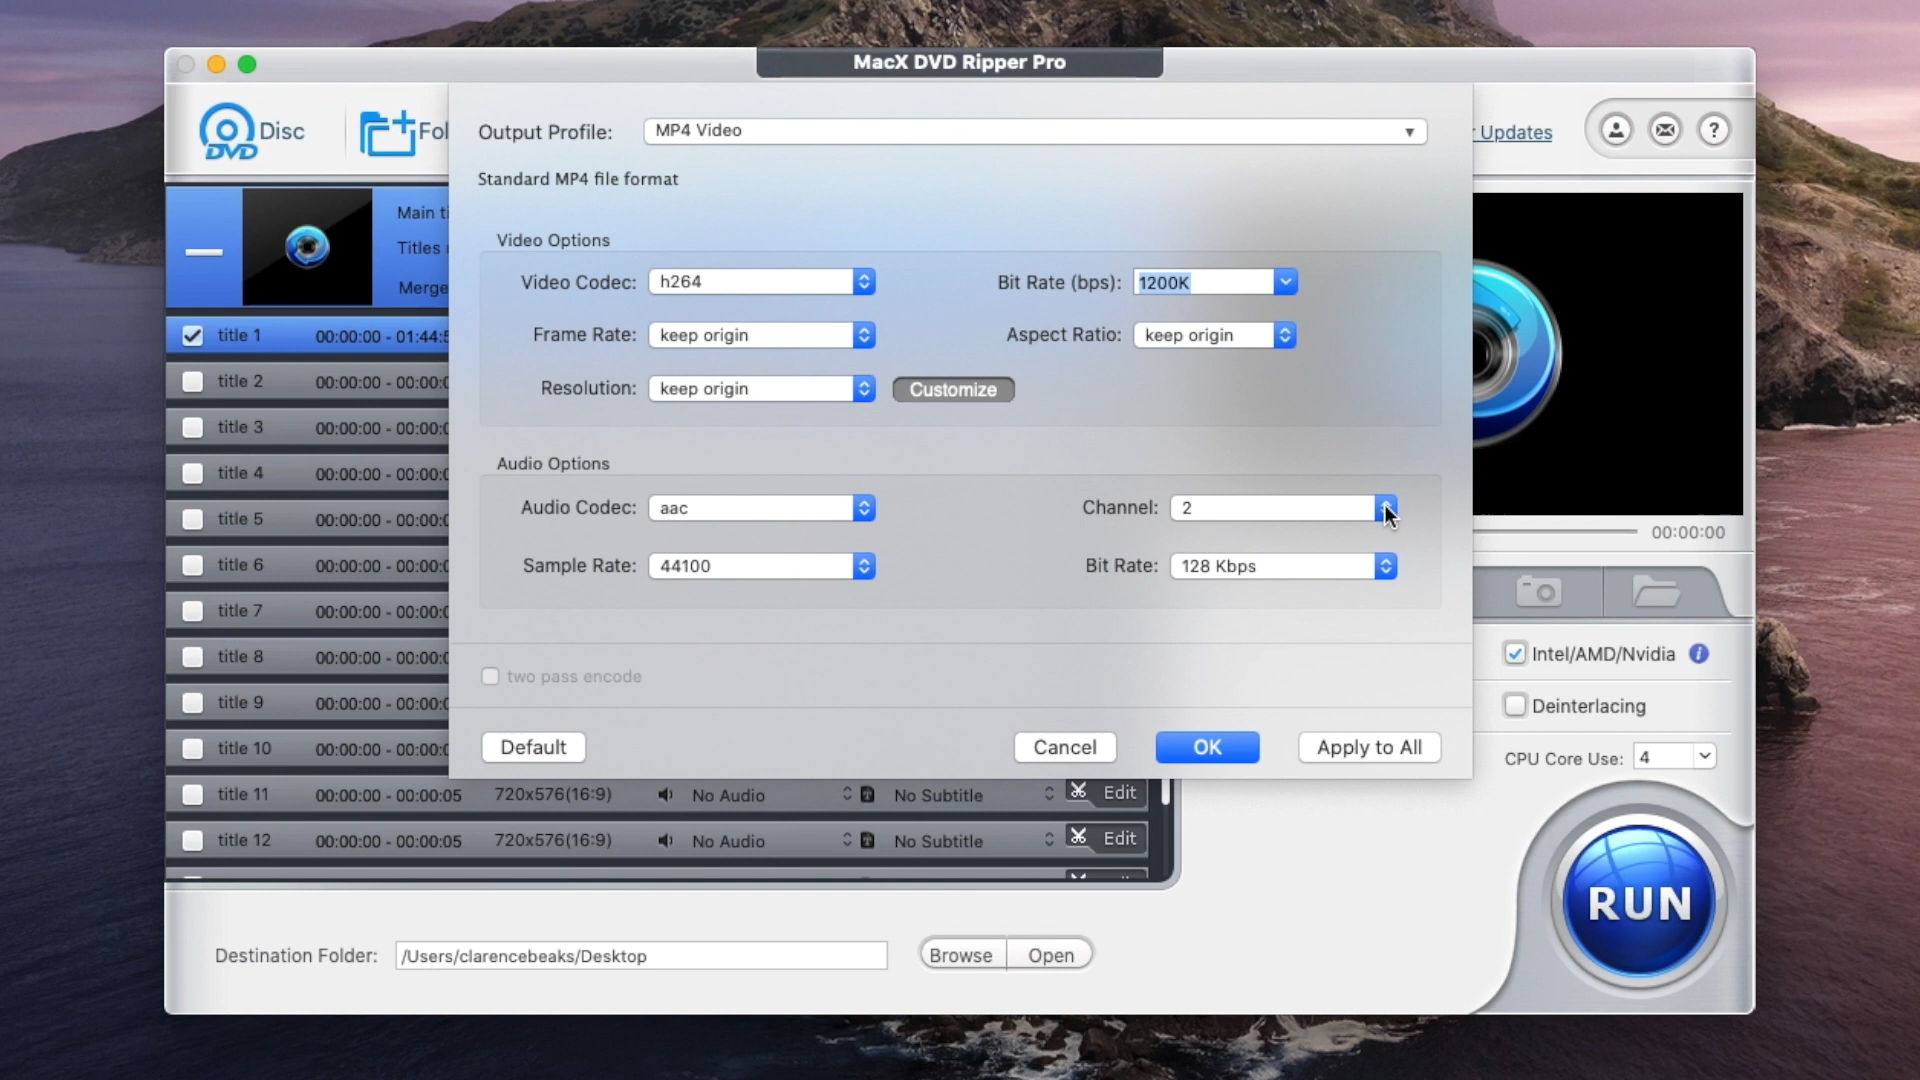 MacX DVD Ripper Pro
DVD Disc
Fol
Updates
?
Output Profile: MP4 Video
Standard MP4 file format
Main ti
Titles
Merge
Video Options
Video Codec: h264 Bit Rate (bps): 1200K
Frame Rate: keep origin Aspect Ratio: keep origin
Resolution: keep origin Customize
Audio Options
Audio Codec: aac Channel: 2
Sample Rate: 44100 Bit Rate: 128 Kbps
two pass encode
Default Cancel OK Apply to All
title 1 00:00:00 - 01:44:5
title 2 00:00:00 - 00:00:0
title 3 00:00:00 - 00:00:0
title 4 00:00:00 - 00:00:0
title 5 00:00:00 - 00:00:0
title 6 00:00:00 - 00:00:0
title 7 00:00:00 - 00:00:0
title 8 00:00:00 - 00:00:0
title 9 00:00:00 - 00:00:0
title 10 00:00:00 - 00:00:0
title 11 00:00:00 - 00:00:05 720x576(16:9) No Audio No Subtitle Edit
title 12 00:00:00 - 00:00:05 720x576(16:9) No Audio No Subtitle Edit
00:00:00
Intel/AMD/Nvidia i
Deinterlacing
CPU Core Use: 4
RUN
Destination Folder: /Users/clarencebeaks/Desktop Browse Open